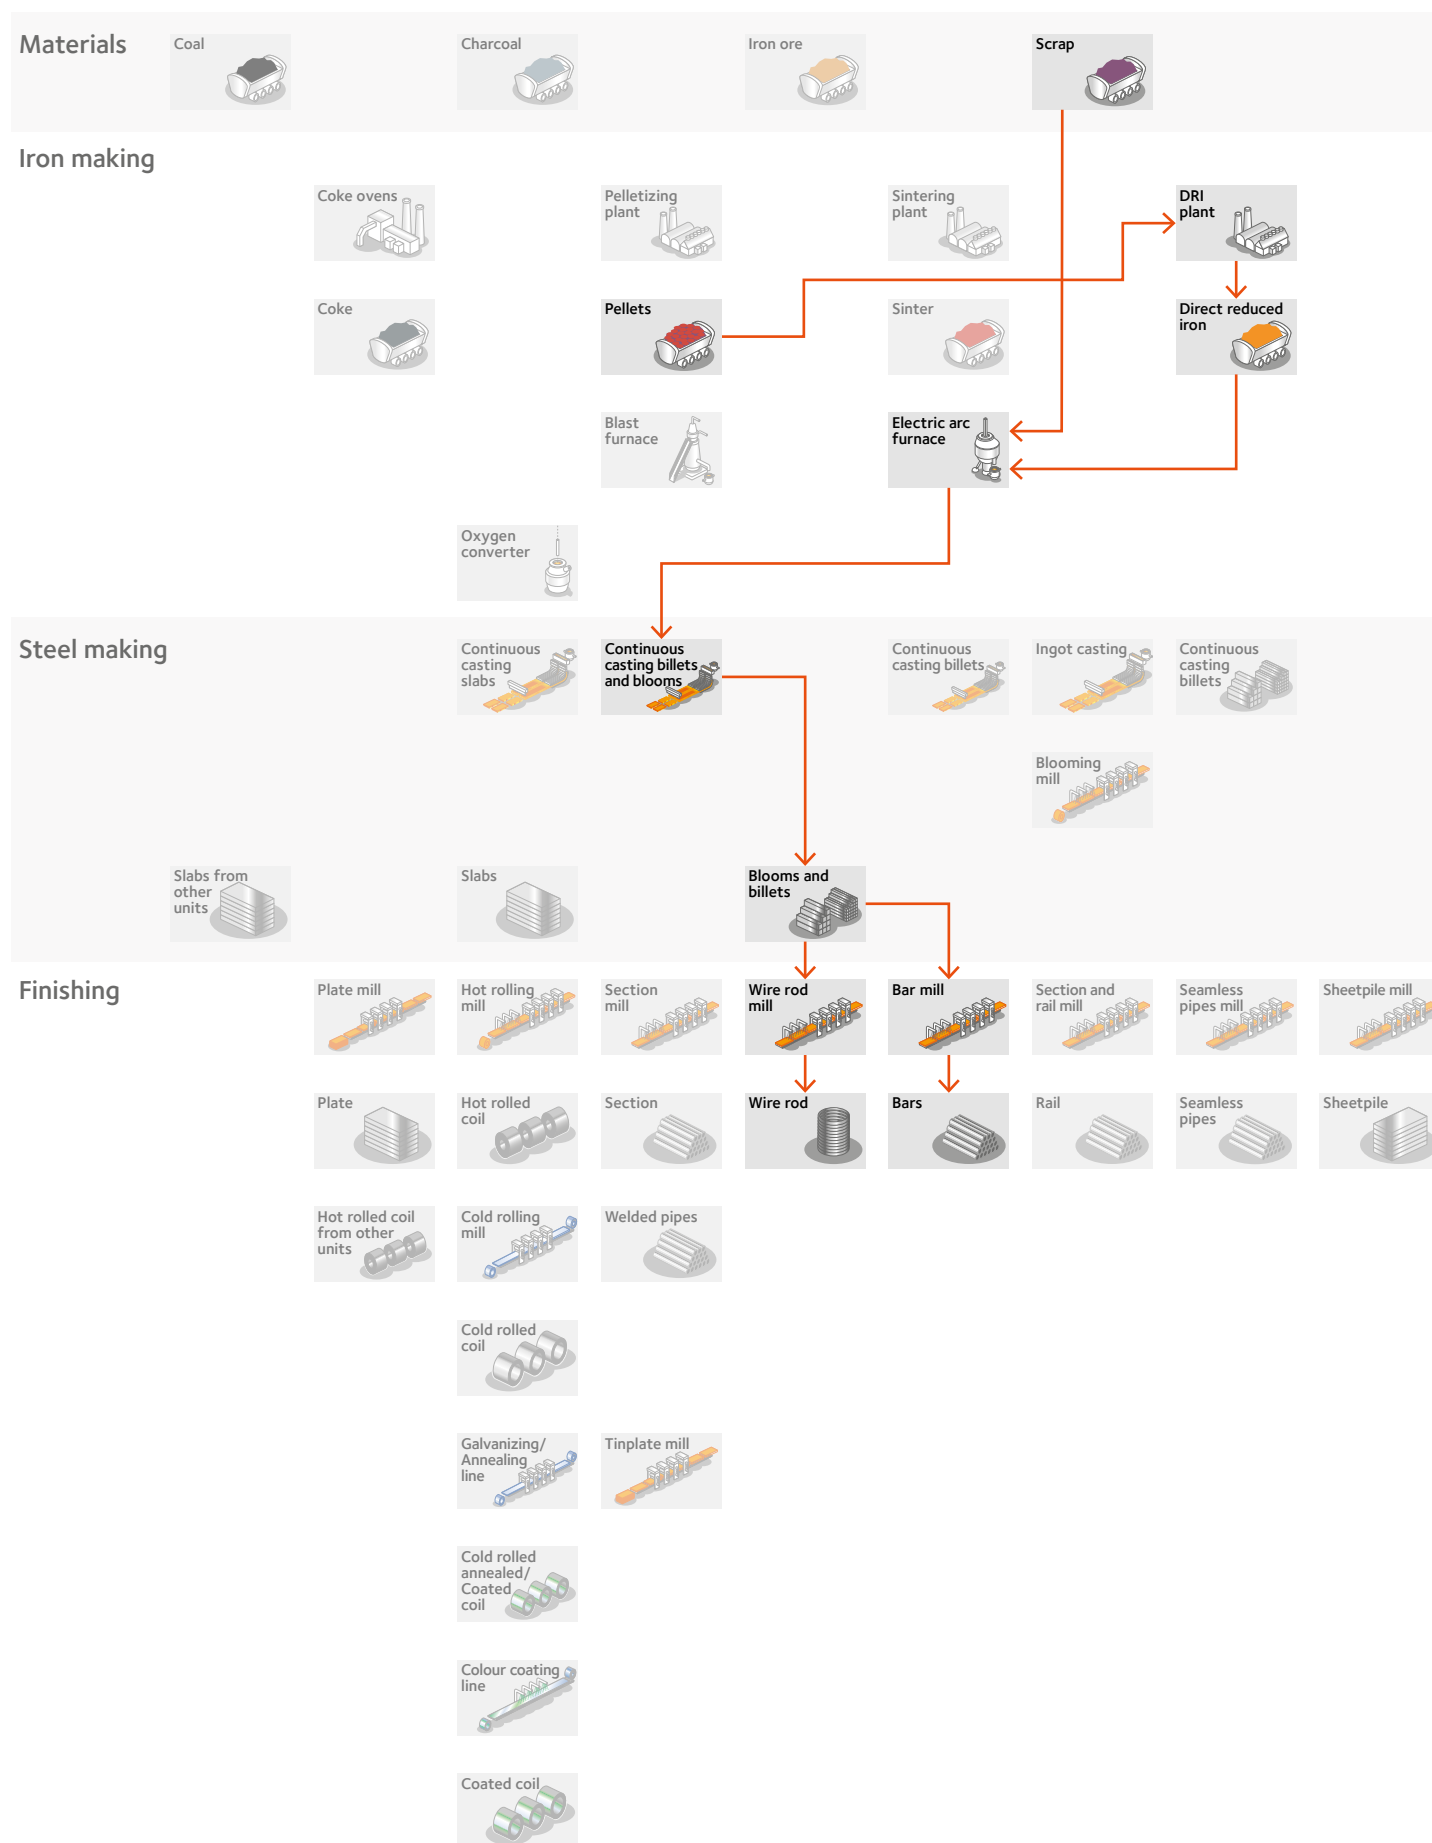 Materials
Coal
Charcoal
Iron ore
Scrap
Iron making
Coke ovens
Pelletizing
plant
Sintering
plant
DRI
plant
Coke
Pellets
Sinter
Direct reduced
iron
Blast
furnace
Electric arc
furnace
Oxygen
converter
Steel making
Continuous
casting
slabs
Continuous
casting billets
and blooms
Continuous
casting billets
Ingot casting
Continuous
casting
billets
Blooming
mill
Slabs from
other
units
Slabs
Blooms and
billets
Finishing
Plate mill
Hot rolling
mill
Section
mill
Wire rod
mill
Bar mill
Section and
rail mill
Seamless
pipes mill
Sheetpile mill
Plate
Hot rolled
coil
Section
Wire rod
Bars
Rail
Seamless
pipes
Sheetpile
Hot rolled coil
from other
units
Cold rolling
mill
Welded pipes
Cold rolled
coil
Galvanizing/
Annealing
line
Tinplate mill
Cold rolled
annealed/
Coated
coil
Colour coating
line
Coated coil